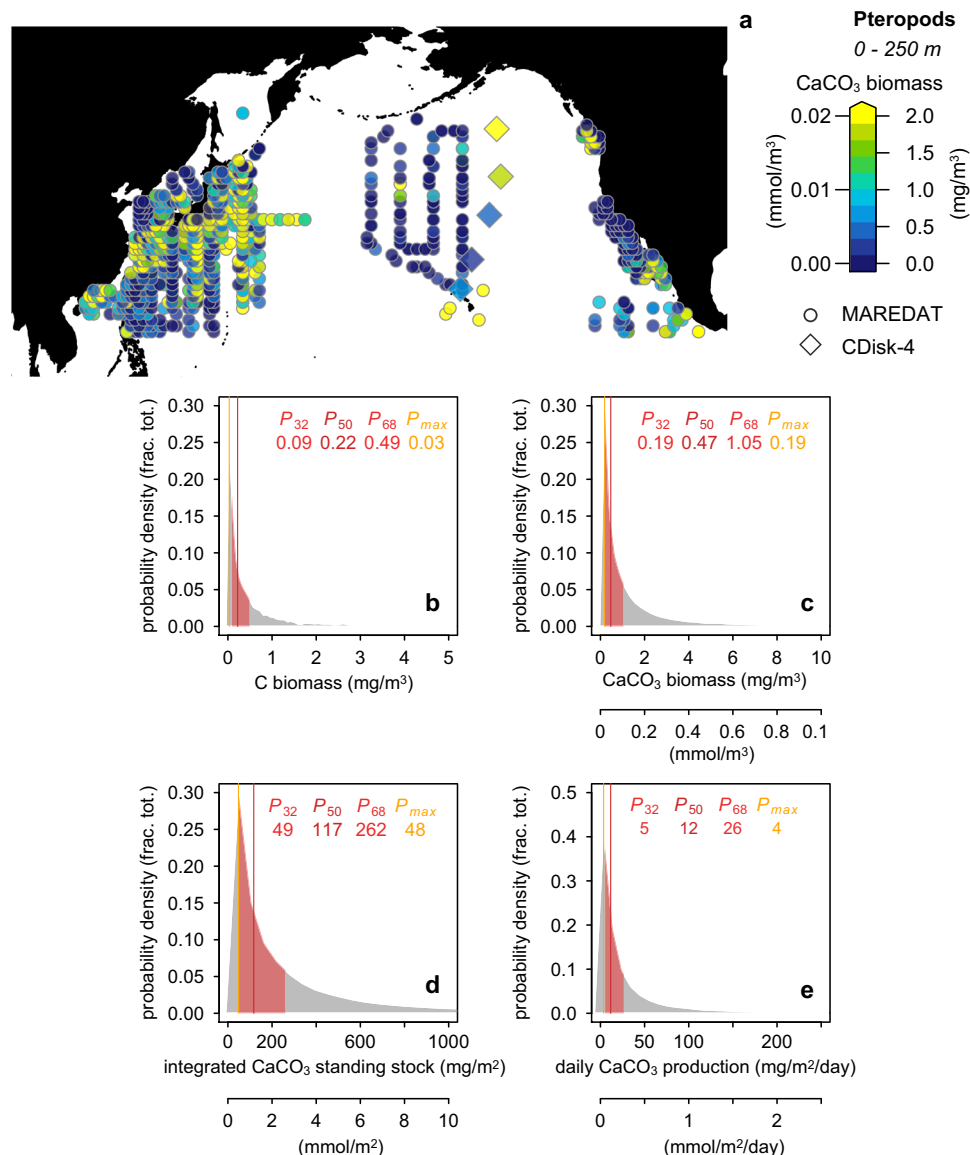 a
Pteropods
0 - 250 m
CaCO₃ biomass
(mmol/m³)
0.02
0.01
0.00
2.0
1.5
1.0
0.5
0.0
(mg/m³)
MAREDAT
CDisk-4
probability density (frac. tot.)
0.30
0.25
0.20
0.15
0.10
0.05
0.00
P₃₂ P₅₀ P₆₈ Pmax
0.09 0.22 0.49 0.03
b
0 1 2 3 4 5
C biomass (mg/m³)
probability density (frac. tot.)
0.30
0.25
0.20
0.15
0.10
0.05
0.00
P₃₂ P₅₀ P₆₈ Pmax
0.19 0.47 1.05 0.19
c
0 2 4 6 8 10
CaCO₃ biomass (mg/m³)
0 0.2 0.4 0.6 0.8 0.1
(mmol/m³)
probability density (frac. tot.)
0.30
0.25
0.20
0.15
0.10
0.05
0.00
P₃₂ P₅₀ P₆₈ Pmax
49 117 262 48
d
0 200 600 1000
integrated CaCO₃ standing stock (mg/m²)
0 2 4 6 8 10
(mmol/m²)
probability density (frac. tot.)
0.5
0.4
0.3
0.2
0.1
0.0
P₃₂ P₅₀ P₆₈ Pmax
5 12 26 4
e
0 50 100 200
daily CaCO₃ production (mg/m²/day)
0 1 2
(mmol/m²/day)